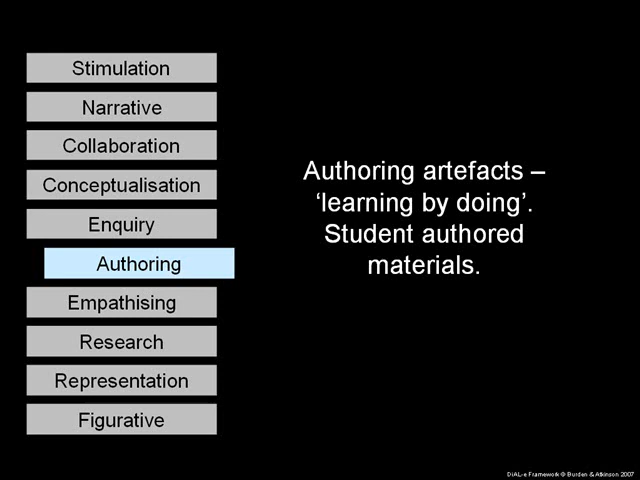 Stimulation
Narrative
Collaboration
Conceptualisation
Enquiry
Authoring
Empathising
Research
Representation
Figurative
Authoring artefacts –
‘learning by doing’.
Student authored
materials.
DiAL-e Framework © Burden & Atkinson 2007